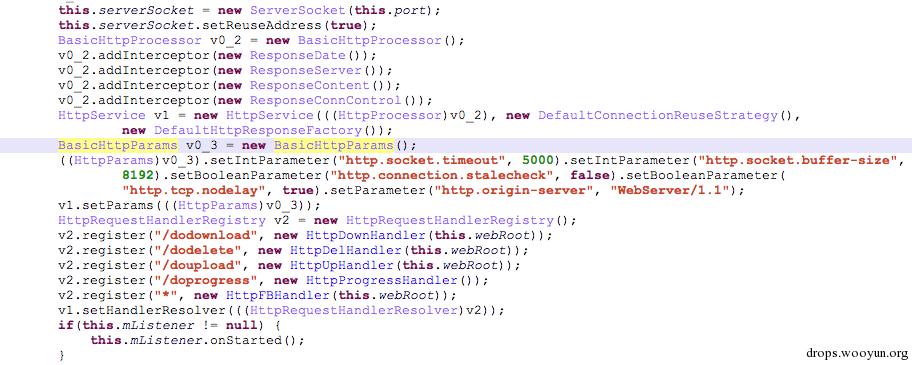 this.serverSocket = new ServerSocket(this.port);
this.serverSocket.setReuseAddress(true);
BasicHttpProcessor v0_2 = new BasicHttpProcessor();
v0_2.addInterceptor(new ResponseDate());
v0_2.addInterceptor(new ResponseServer());
v0_2.addInterceptor(new ResponseContent());
v0_2.addInterceptor(new ResponseConnControl());
HttpService v1 = new HttpService(((HttpProcessor)v0_2), new DefaultConnectionReuseStrategy(),
new DefaultHttpResponseFactory());
BasicHttpParams v0_3 = new BasicHttpParams();
((HttpParams)v0_3).setIntParameter("http.socket.timeout", 5000).setIntParameter("http.socket.buffer-size",
8192).setBooleanParameter("http.connection.stalecheck", false).setBooleanParameter(
"http.tcp.nodelay", true).setParameter("http.origin-server", "WebServer/1.1");
v1.setParams(((HttpParams)v0_3));
HttpRequestHandlerRegistry v2 = new HttpRequestHandlerRegistry();
v2.register("/dodownload", new HttpDownHandler(this.webRoot));
v2.register("/dodelete", new HttpDelHandler(this.webRoot));
v2.register("/doupload", new HttpUpHandler(this.webRoot));
v2.register("/doprogress", new HttpProgressHandler());
v2.register("*", new HttpFBHandler(this.webRoot));
v1.setHandlerResolver(((HttpRequestHandlerResolver)v2));
if(this.mListener != null) {
this.mListener.onStarted();
}
drops.wooyun.org